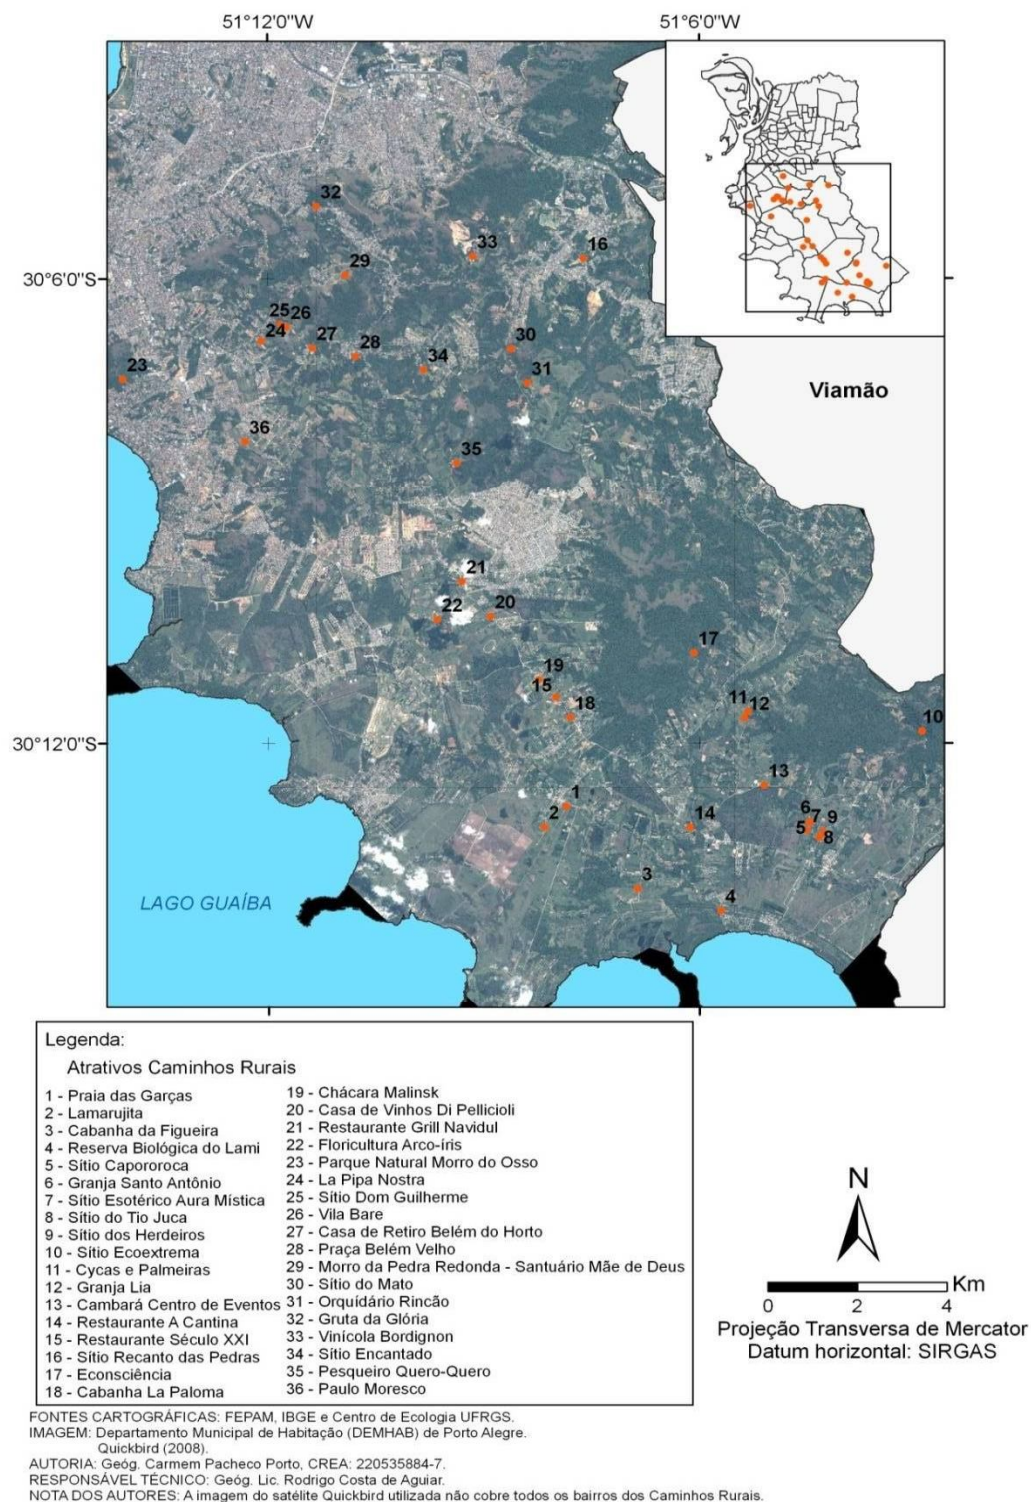 51°12'0"W
51°6'0"W
32
33
16
29
30°6'0"S
25
26
24
27
28
30
34
31
23
Viamão
36
35
21
22
20
17
19
15
18
11
12
10
30°12'0"S
13
1
6
7
9
2
14
5
8
3
4
LAGO GUAÍBA
Legenda:
Atrativos Caminhos Rurais
1 - Praia das Garças
2 - Lamarujita
3 - Cabanha da Figueira
4 - Reserva Biológica do Lami
5 - Sítio Capororoca
6 - Granja Santo Antônio
7 - Sítio Esotérico Aura Mística
8 - Sítio do Tio Juca
9 - Sítio dos Herdeiros
10 - Sítio Ecoextrema
11 - Cycas e Palmeiras
12 - Granja Lia
13 - Cambará Centro de Eventos
14 - Restaurante A Cantina
15 - Restaurante Século XXI
16 - Sítio Recanto das Pedras
17 - Econsciência
18 - Cabanha La Paloma
19 - Chácara Malinsk
20 - Casa de Vinhos Di Pellicioli
21 - Restaurante Grill Navidul
22 - Floricultura Arco-íris
23 - Parque Natural Morro do Osso
24 - La Pipa Nostra
25 - Sítio Dom Guilherme
26 - Vila Bare
27 - Casa de Retiro Belém do Horto
28 - Praça Belém Velho
29 - Morro da Pedra Redonda - Santuário Mãe de Deus
30 - Sítio do Mato
31 - Orquídário Rincão
32 - Gruta da Glória
33 - Vinícola Bordignon
34 - Sítio Encantado
35 - Pesqueiro Quero-Quero
36 - Paulo Moresco
N
Km
0 2 4
Projeção Transversa de Mercator
Datum horizontal: SIRGAS
FONTES CARTOGRÁFICAS: FEPAM, IBGE e Centro de Ecologia UFRGS.
IMAGEM: Departamento Municipal de Habitação (DEMHAB) de Porto Alegre.
Quickbird (2008).
AUTORIA: Geóg. Carmem Pacheco Porto, CREA: 220535884-7.
RESPONSÁVEL TÉCNICO: Geóg. Lic. Rodrigo Costa de Aguiar.
NOTA DOS AUTORES: A imagem do satélite Quickbird utilizada não cobre todos os bairros dos Caminhos Rurais.